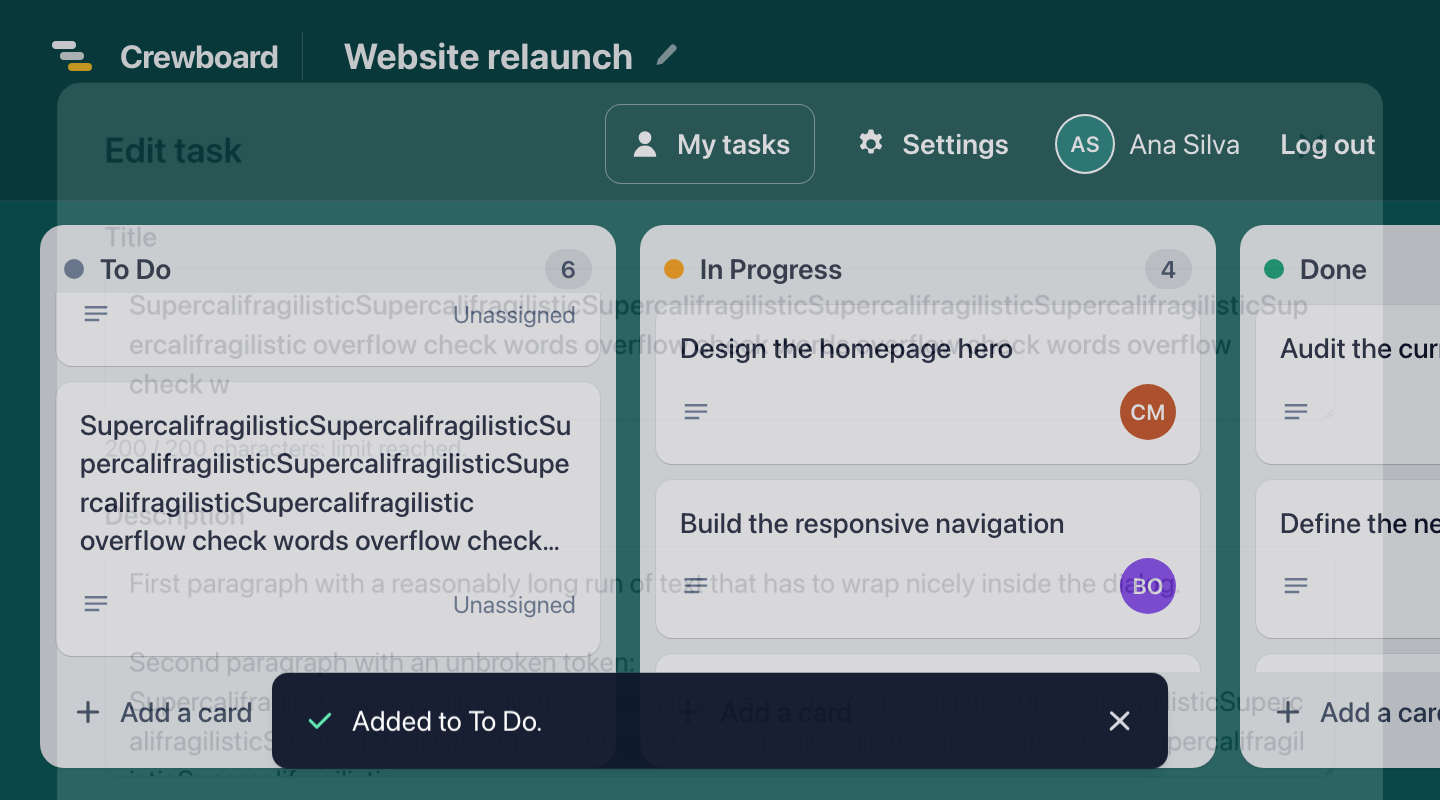 Crewboard
Website relaunch
Edit task
My tasks
Settings
AS
Ana Silva
Log out
Title
To Do
6
SupercalifragilisticSupercalifragilisticSupercalifragilisticSupercalifragilisticSup
ercalifragilistic overflow check words overflow check words overflow check words overflow
check w
200 / 200 characters: limit reached.
Description
First paragraph with a reasonably long run of text that has to wrap nicely inside the dialog.
Second paragraph with an unbroken token:
Unassigned
SupercalifragilisticSupercalifragilisticSu
percalifragilisticSupercalifragilisticSupe
rcalifragilisticSupercalifragilistic
overflow check words overflow check…
Unassigned
Add a card
In Progress
4
Design the homepage hero
CM
Build the responsive navigation
BO
Add a card
Done
Audit the
Define the
Add a
Added to To Do.